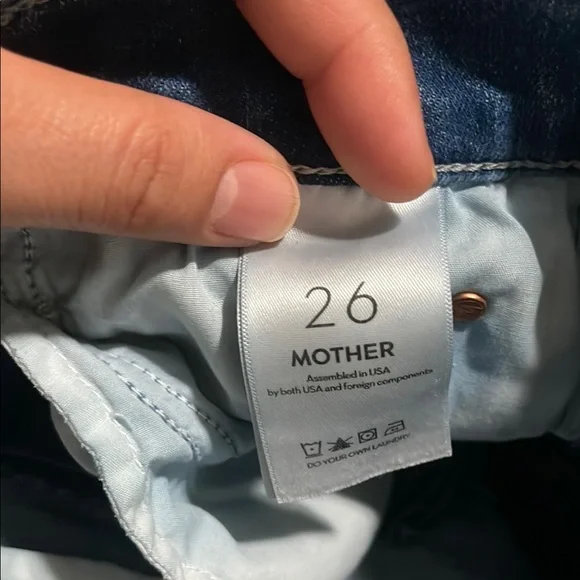 26
MOTHER
Assembled in USA
by both USA and foreign components
DO YOUR OWN LAUNDRY